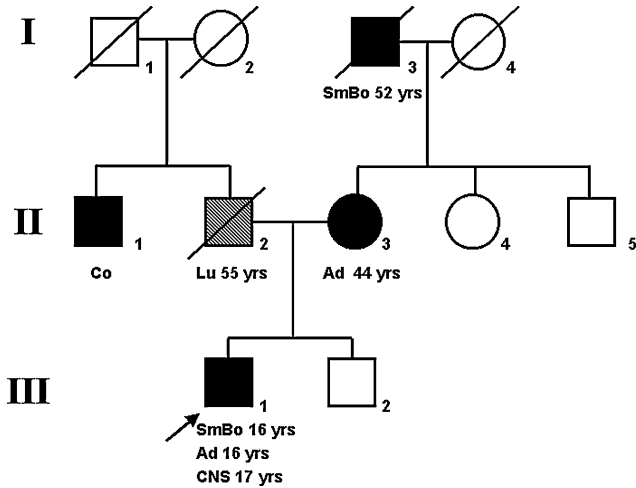 I
1
2
3
4
SmBo 52 yrs
II
1
2
3
4
5
Co
Lu 55 yrs
Ad 44 yrs
III
1
2
SmBo 16 yrs
Ad 16 yrs
CNS 17 yrs